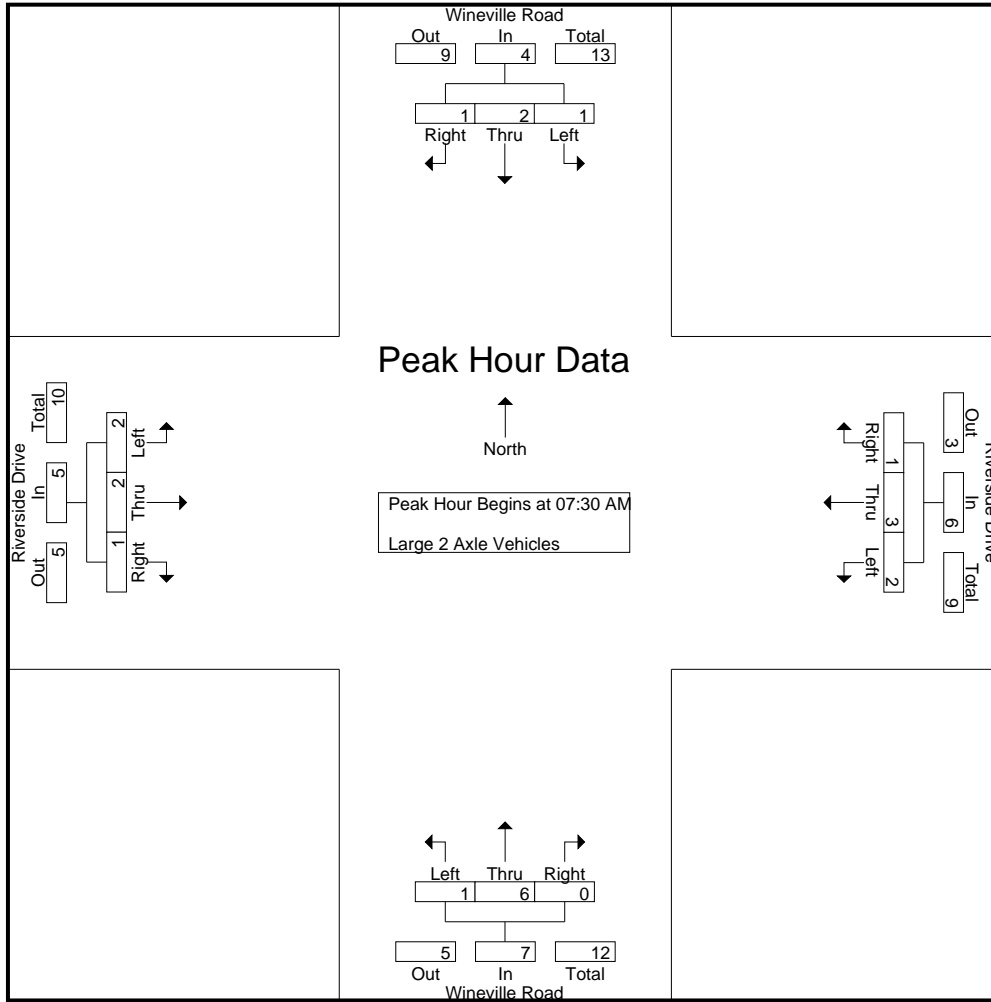 Wineville Road
Out In Total
9 4 13
1 2 1
Right Thru Left
Peak Hour Data
North
Peak Hour Begins at 07:30 AM
Large 2 Axle Vehicles
Riverside Drive
Total In Out
10 5 5
2 2 1
Left Thru Right
Riverside Drive
Out In Total
3 6 9
1 3 2
Right Thru Left
Left Thru Right
1 6 0
5 7 12
Out In Total
Wineville Road